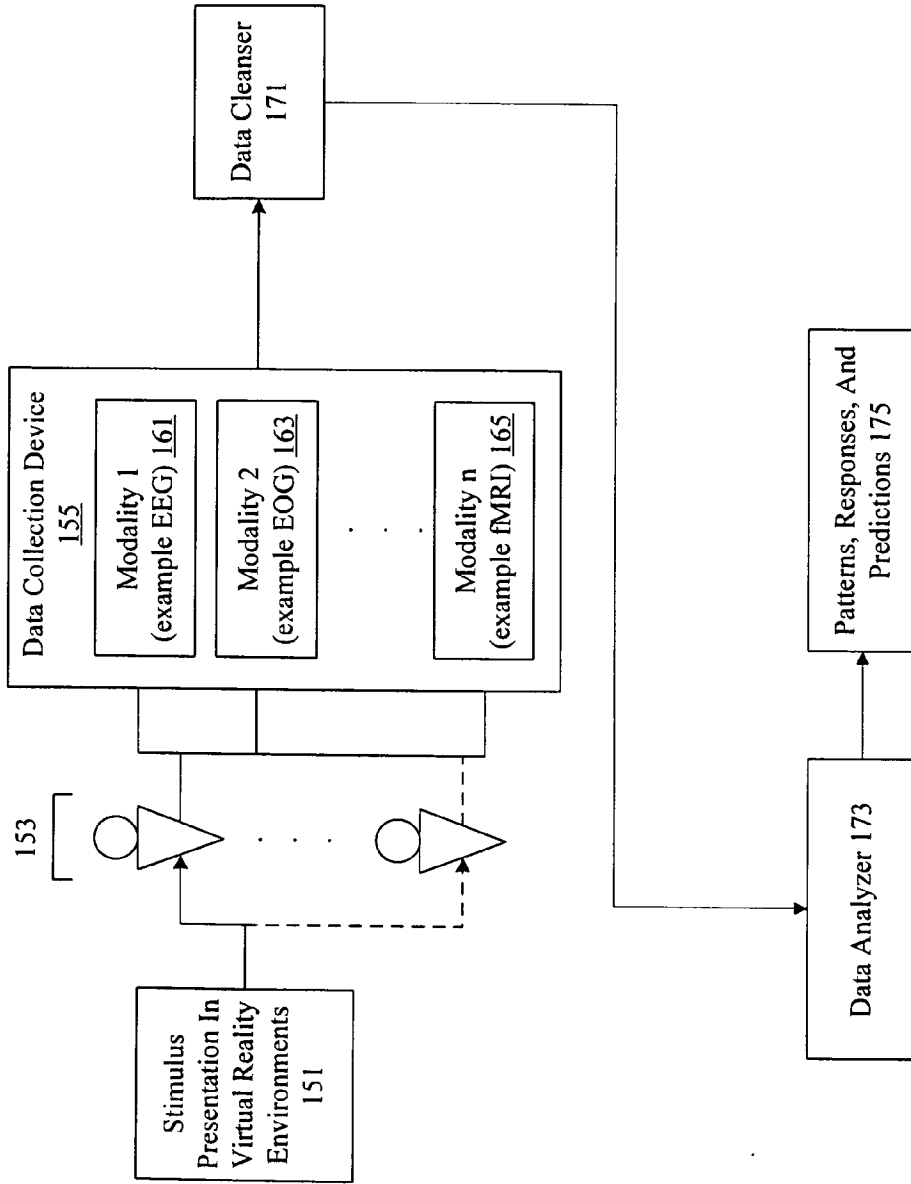 Stimulus
Presentation In
Virtual Reality
Environments
151
153
. . . .
Data Collection Device
155
Modality 1
(example EEG) 161
Modality 2
(example EOG) 163
. . . .
Modality n
(example fMRI) 165
Data Cleanser
171
Data Analyzer 173
Patterns, Responses, And
Predictions 175